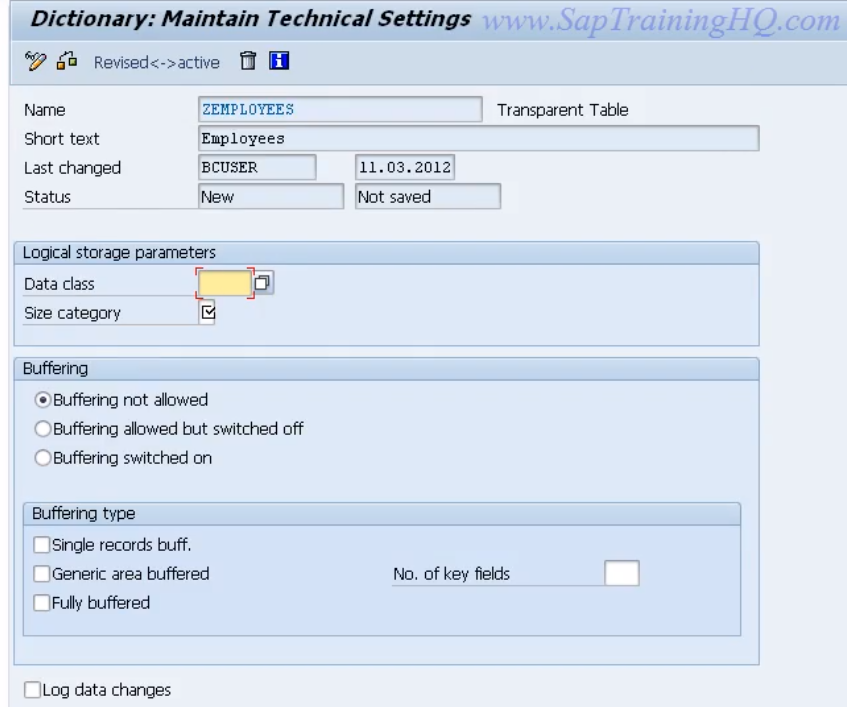 Dictionary: Maintain Technical Settings www.SapTrainingHQ.com
Revised<->active
Name ZEMPLOYEES Transparent Table
Short text Employees
Last changed BCUSER 11.03.2012
Status New Not saved
Logical storage parameters
Data class
Size category
Buffering
Buffering not allowed
Buffering allowed but switched off
Buffering switched on
Buffering type
Single records buff.
Generic area buffered No. of key fields
Fully buffered
Log data changes